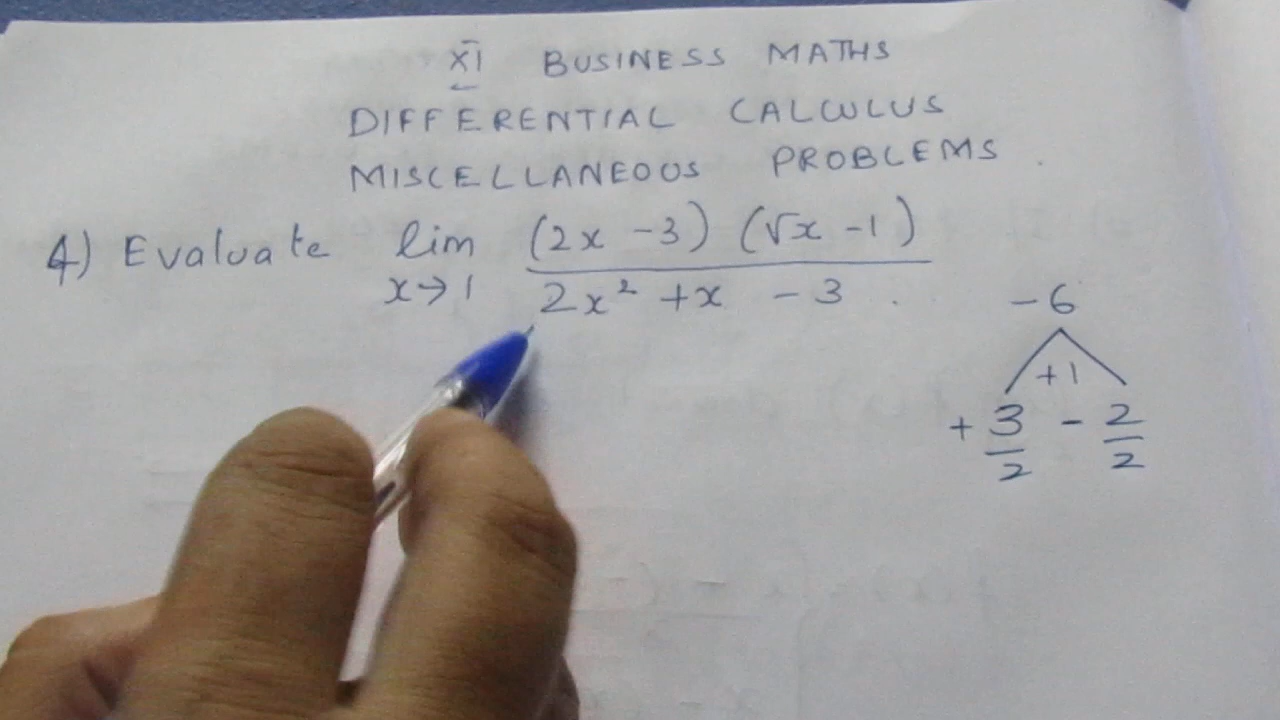 XI BUSINESS MATHS
DIFFERENTIAL CALCULUS
MISCELLANEOUS PROBLEMS.
4) Evaluate lim x→1 (2x - 3) (√x - 1) / 2x² + x - 3.
-6
+1
+ 3/2 - 2/2